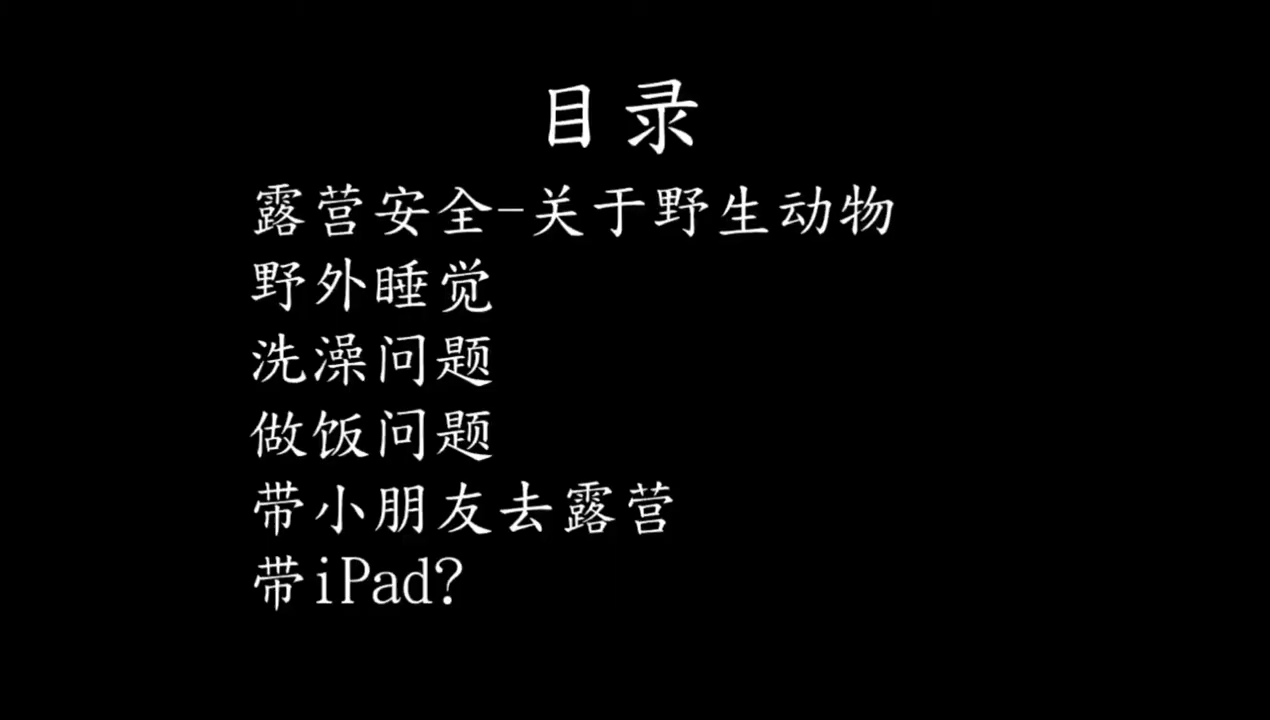 目录
露营安全-关于野生动物
野外睡觉
洗澡问题
做饭问题
带小朋友去露营
带iPad?